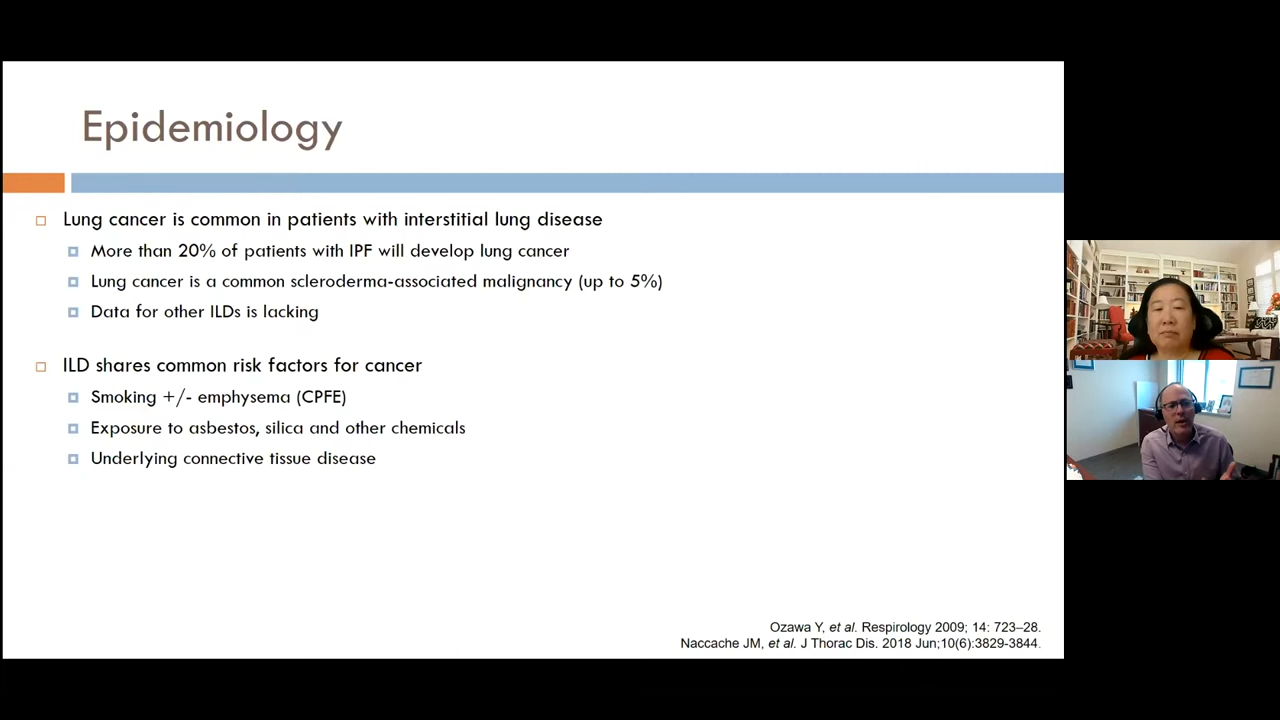 Epidemiology
Lung cancer is common in patients with interstitial lung disease
More than 20% of patients with IPF will develop lung cancer
Lung cancer is a common scleroderma-associated malignancy (up to 5%)
Data for other ILDs is lacking
ILD shares common risk factors for cancer
Smoking +/- emphysema (CPFE)
Exposure to asbestos, silica and other chemicals
Underlying connective tissue disease
Ozawa Y, et al. Respirology 2009; 14: 723–28.
Naccache JM, et al. J Thorac Dis. 2018 Jun;10(6):3829-3844.